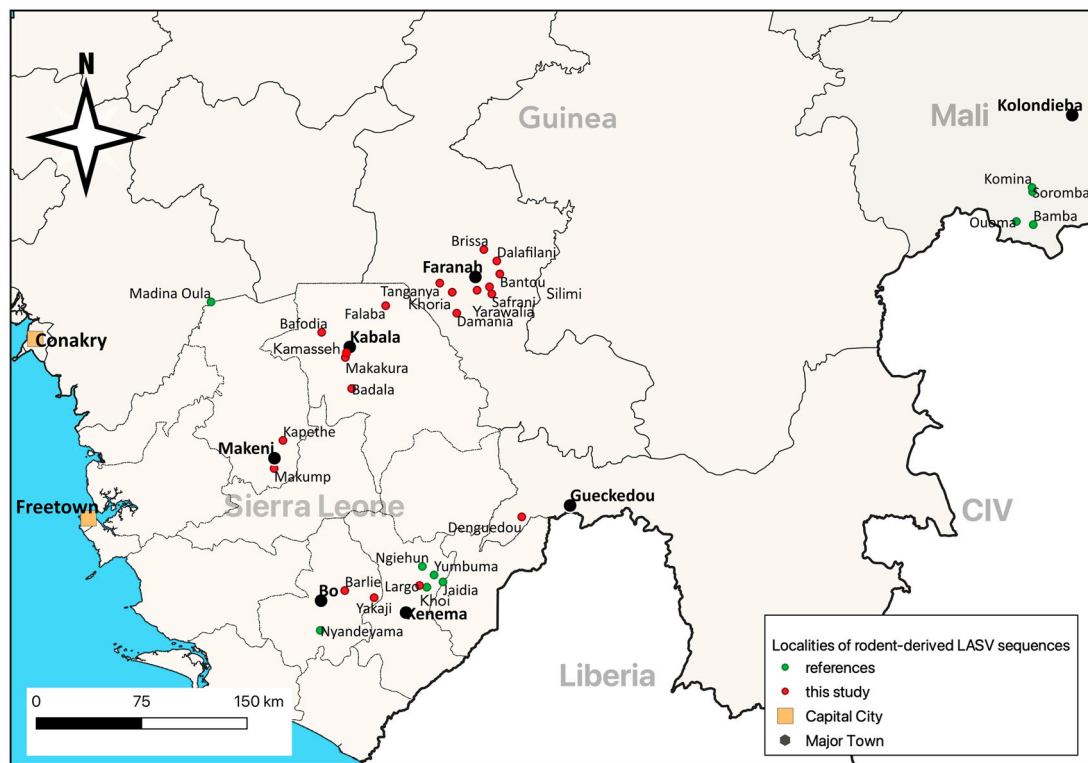 N
Guinea
Mali
Kolondieba
Komina
Soromba
Ouoma
Bamba
Brissa
Dalafilani
Faranah
Bantou
Tanganya
Khoria
Safrani
Silimi
Yarawalia
Damania
Madina Oula
Falaba
Bafodia
Conakry
Kabala
Kamasseh
Makakura
Badala
Kapethe
Makeni
Makump
Sierra Leone
Freetown
Gueckedou
CIV
Denguedou
Ngiehun
Yumbuma
Barlie
Largo
Jaidia
Bo
Yakaji
Khoi
Kenema
Nyandeyama
Liberia
0 75 150 km
Localities of rodent-derived LASV sequences
references
this study
Capital City
Major Town